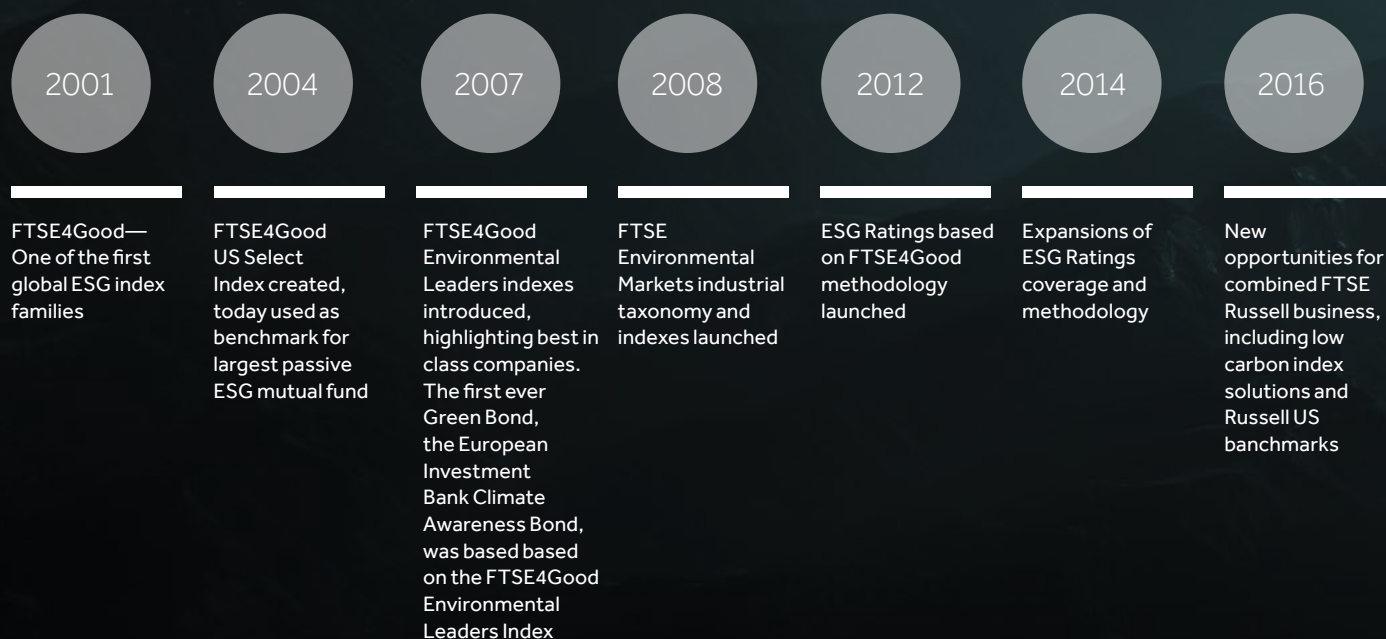 2001
2004
2007
2008
2012
2014
2016
FTSE4Good—
One of the first
global ESG index
families
FTSE4Good
US Select
Index created,
today used as
benchmark for
largest passive
ESG mutual fund
FTSE4Good
Environmental
Leaders indexes
introduced,
highlighting best in
class companies.
The first ever
Green Bond,
the European
Investment
Bank Climate
Awareness Bond,
was based based
on the FTSE4Good
Environmental
Leaders Index
FTSE
Environmental
Markets industrial
taxonomy and
indexes launched
ESG Ratings based
on FTSE4Good
methodology
launched
Expansions of
ESG Ratings
coverage and
methodology
New
opportunities for
combined FTSE
Russell business,
including low
carbon index
solutions and
Russell US
banchmarks